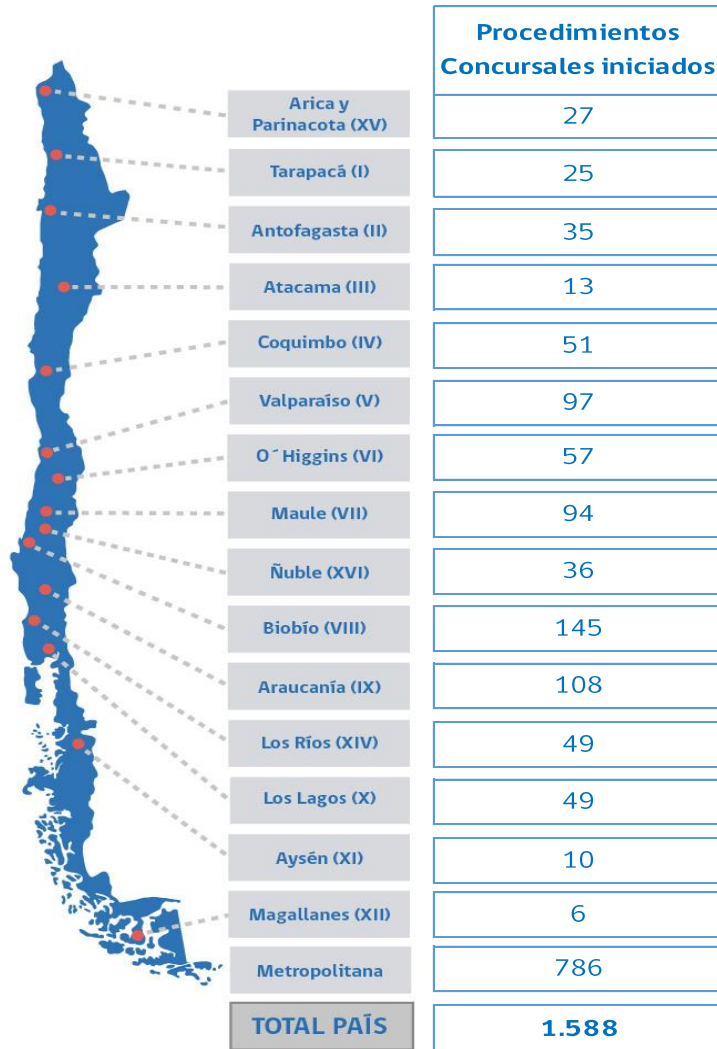 Procedimientos
Concursales iniciados
Arica y
Parinacota (XV)
27
Tarapacá (I)
25
Antofagasta (II)
35
Atacama (III)
13
Coquimbo (IV)
51
Valparaíso (V)
97
O´Higgins (VI)
57
Maule (VII)
94
Ñuble (XVI)
36
Biobío (VIII)
145
Araucanía (IX)
108
Los Ríos (XIV)
49
Los Lagos (X)
49
Aysén (XI)
10
Magallanes (XII)
6
Metropolitana
786
TOTAL PAÍS
1.588